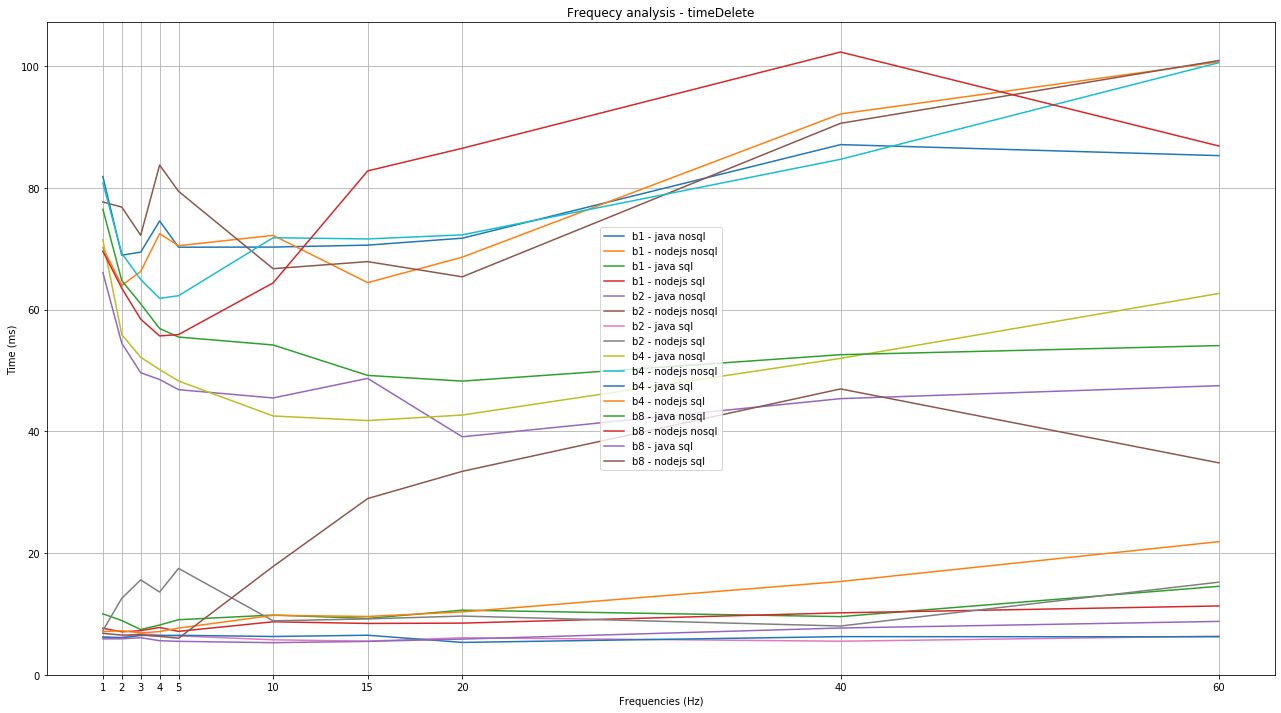 Frequecy analysis - timeDelete
Time (ms)
100
80
60
40
20
0
b1 - java nosql
b1 - nodejs nosql
b1 - java sql
b1 - nodejs sql
b2 - java nosql
b2 - nodejs nosql
b2 - java sql
b2 - nodejs sql
b4 - java nosql
b4 - nodejs nosql
b4 - java sql
b4 - nodejs sql
b8 - java nosql
b8 - nodejs nosql
b8 - java sql
b8 - nodejs sql
1 2 3 4 5 10 15 20 40 60
Frequencies (Hz)